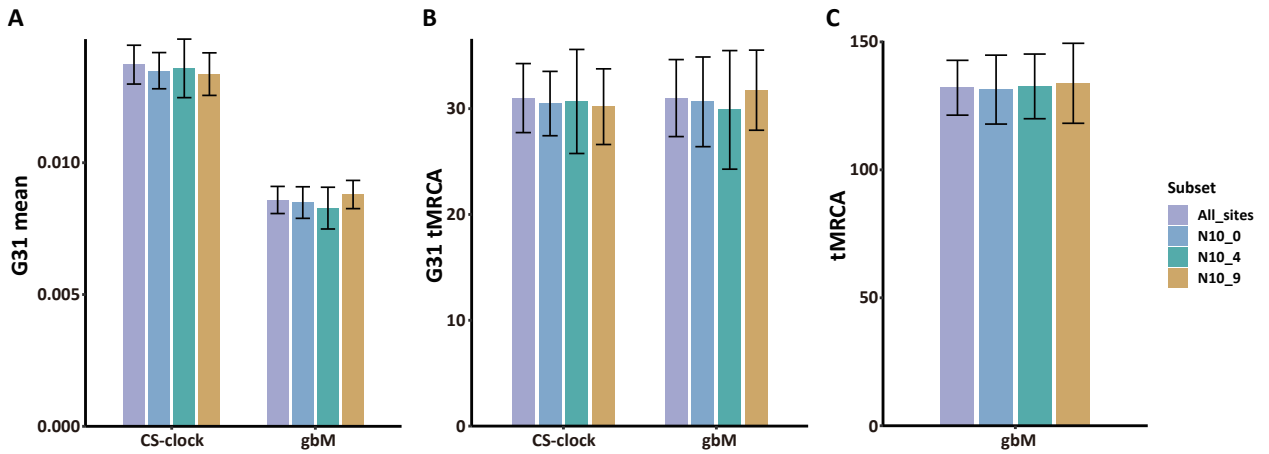 A
G31 mean
0.010
0.005
0.000
CS-clock
gbM
B
G31 tMRCA
30
20
10
0
CS-clock
gbM
C
tMRCA
150
100
50
0
gbM
Subset
All_sites
N10_0
N10_4
N10_9